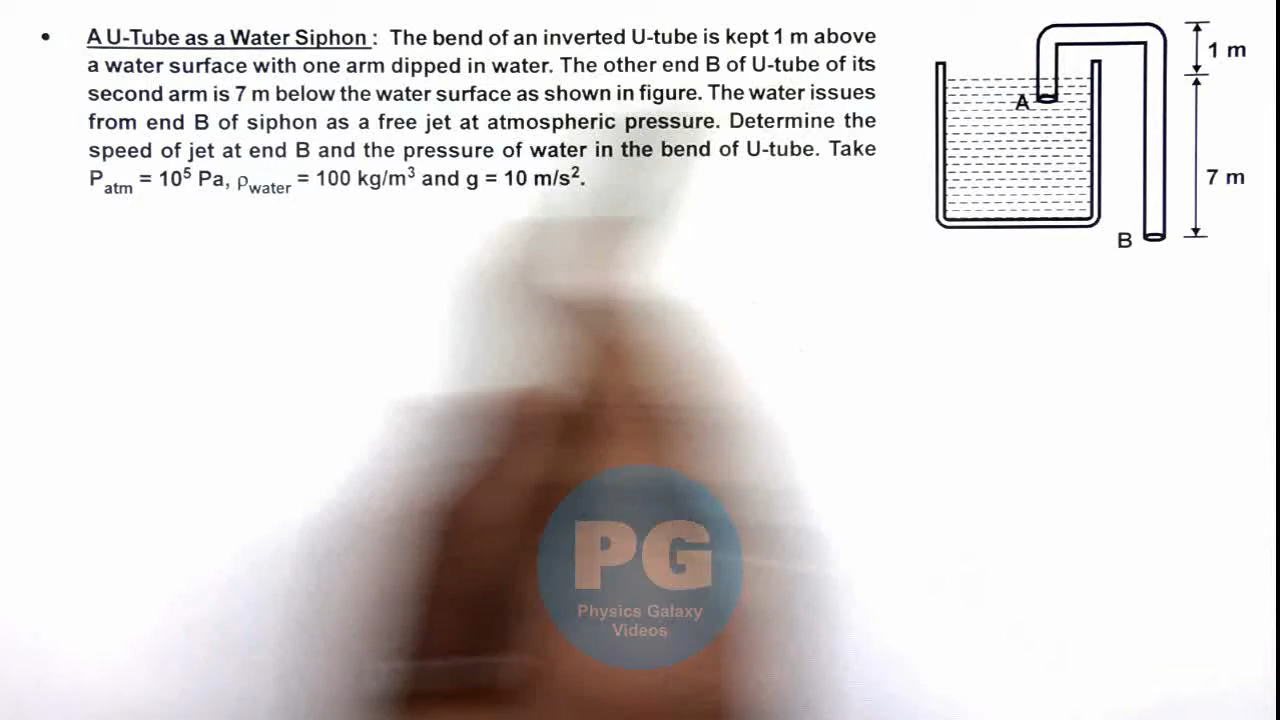 • A U-Tube as a Water Siphon : The bend of an inverted U-tube is kept 1 m above
a water surface with one arm dipped in water. The other end B of U-tube of its
second arm is 7 m below the water surface as shown in figure. The water issues
from end B of siphon as a free jet at atmospheric pressure. Determine the
speed of jet at end B and the pressure of water in the bend of U-tube. Take
Patm = 10⁵ Pa, ρwater = 100 kg/m³ and g = 10 m/s².
1 m
A
7 m
B
PG
Physics Galaxy
Videos